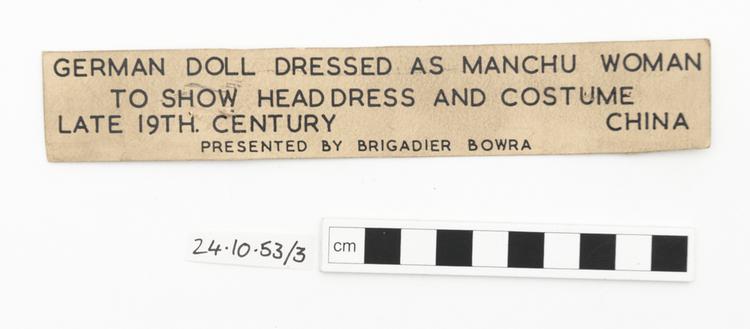 GERMAN DOLL DRESSED AS MANCHU WOMAN
TO SHOW HEADDRESS AND COSTUME
LATE 19TH. CENTURY CHINA
PRESENTED BY BRIGADIER BOWRA
24·10·53/3
cm